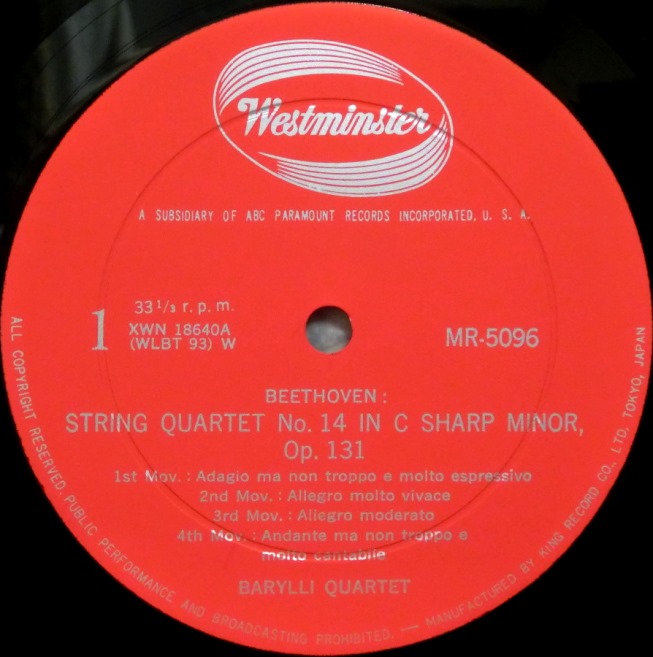 Westminster
A SUBSIDIARY OF ABC PARAMOUNT RECORDS INCORPORATED, U. S. A.
1
33 1/3 r. p. m.
XWN 18640A
(WLBT 93) W
MR-5096
BEETHOVEN :
STRING QUARTET No. 14 IN C SHARP MINOR,
Op. 131
1st Mov. : Adagio ma non troppo e molto espressivo
2nd Mov. : Allegro molto vivace
3rd Mov. : Allegro moderato
4th Mov. : Andante ma non troppo e
molto cantabile
BARYLLI QUARTET
ALL COPYRIGHT RESERVED. PUBLIC PERFORMANCE AND BROADCASTING PROHIBITED. — MANUFACTURED BY KING RECORD CO., LTD. TOKYO, JAPAN